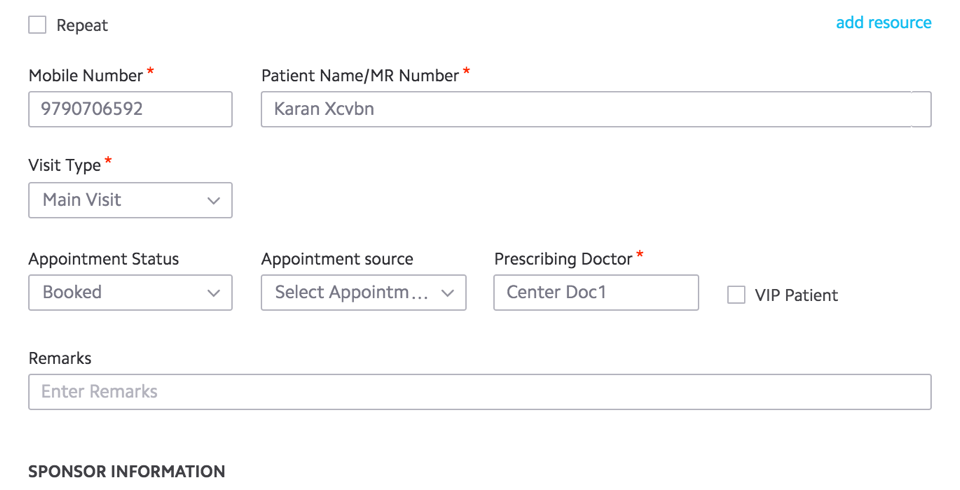 Repeat add resource
Mobile Number * Patient Name/MR Number *
9790706592 Karan Xcvbn
Visit Type *
Main Visit
Appointment Status Appointment source Prescribing Doctor *
Booked Select Appointm... Center Doc1 VIP Patient
Remarks
Enter Remarks
SPONSOR INFORMATION